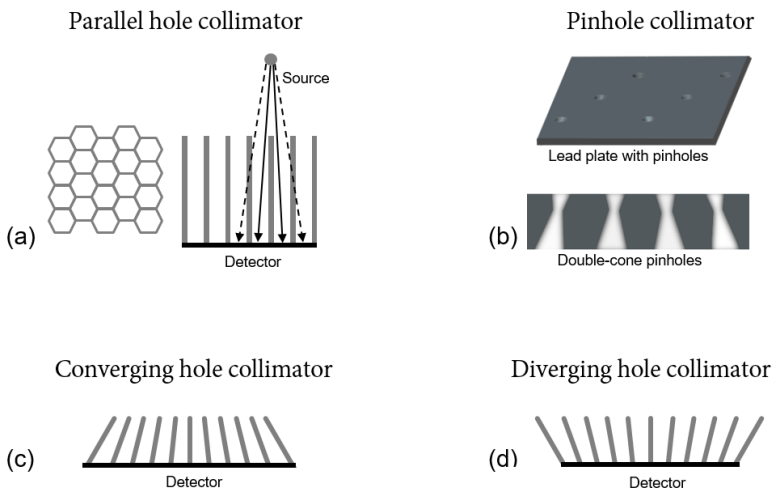 Parallel hole collimator
Source
(a)
Detector
Pinhole collimator
Lead plate with pinholes
(b)
Double-cone pinholes
Converging hole collimator
(c)
Detector
Diverging hole collimator
(d)
Detector